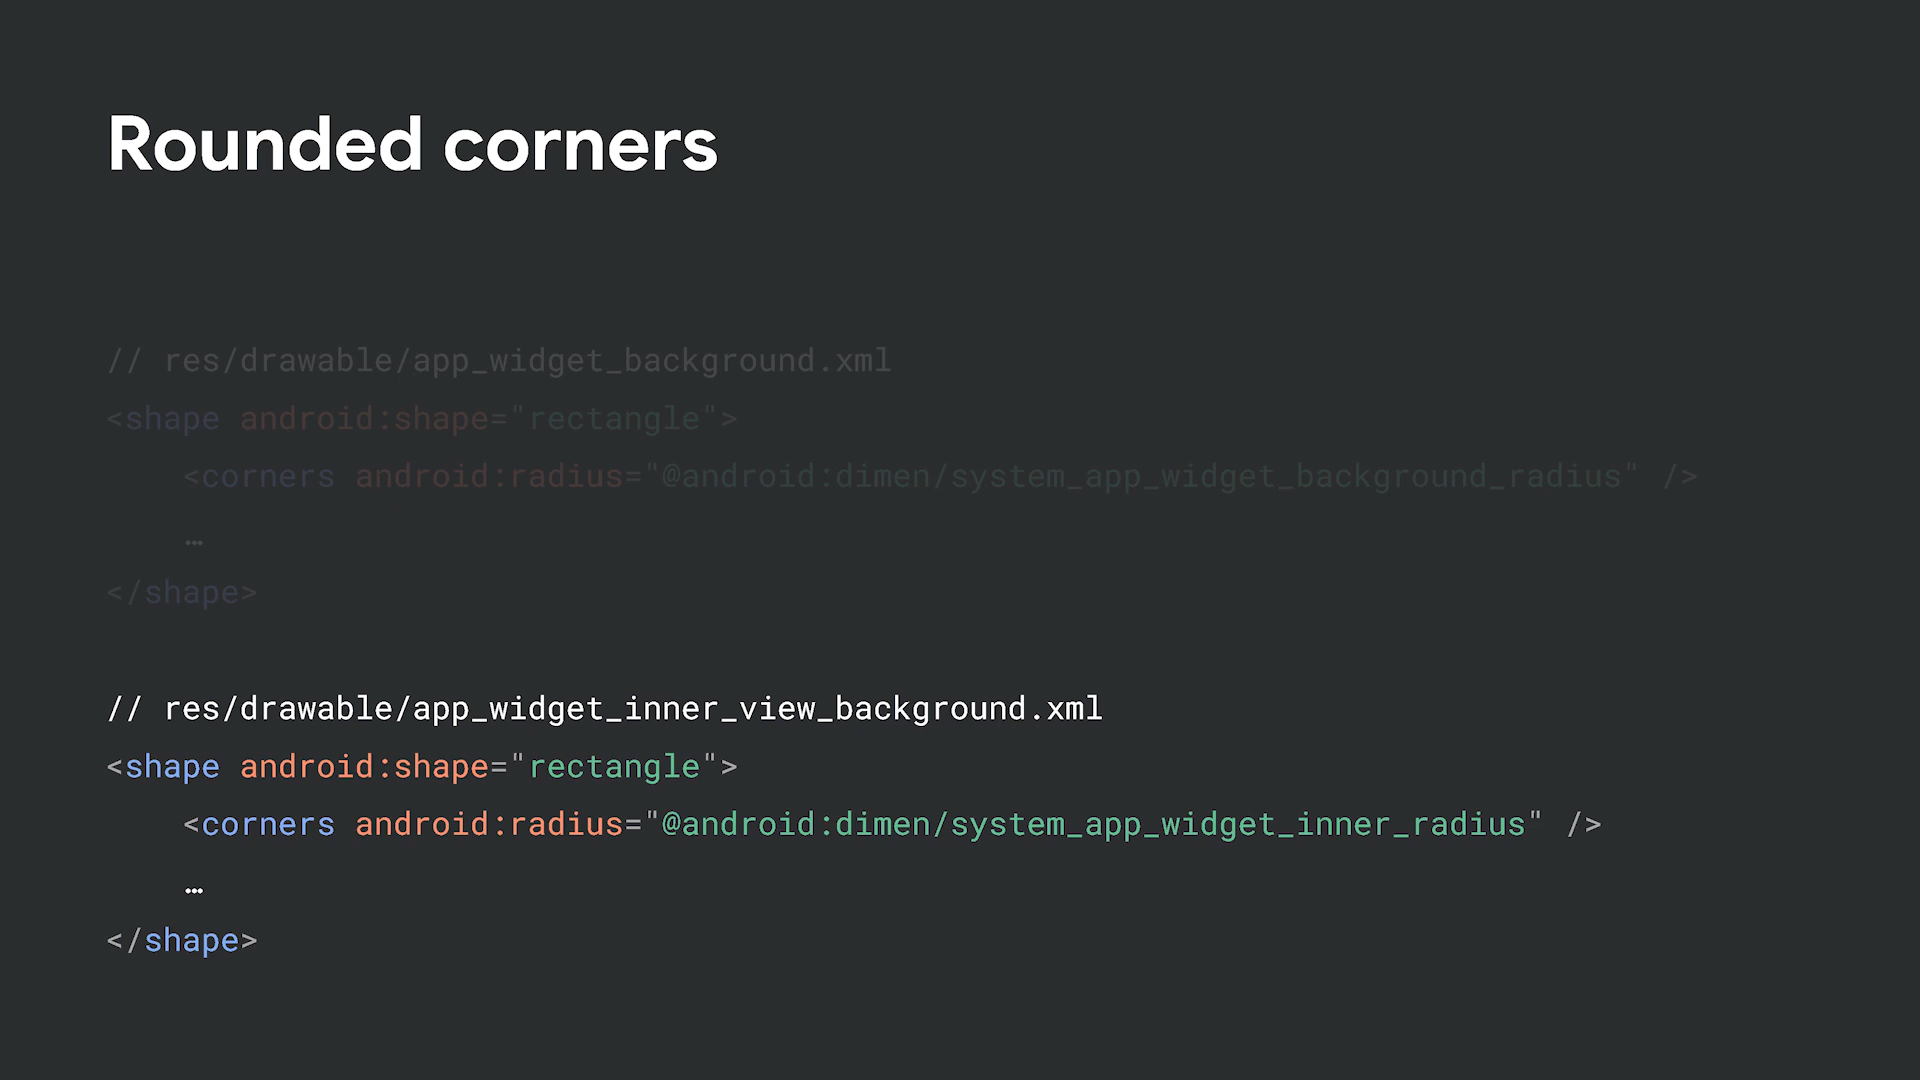 Rounded corners
// res/drawable/app_widget_background.xml
<shape android:shape="rectangle">
    <corners android:radius="@android:dimen/system_app_widget_background_radius" />
    …
</shape>
// res/drawable/app_widget_inner_view_background.xml
<shape android:shape="rectangle">
    <corners android:radius="@android:dimen/system_app_widget_inner_radius" />
    …
</shape>